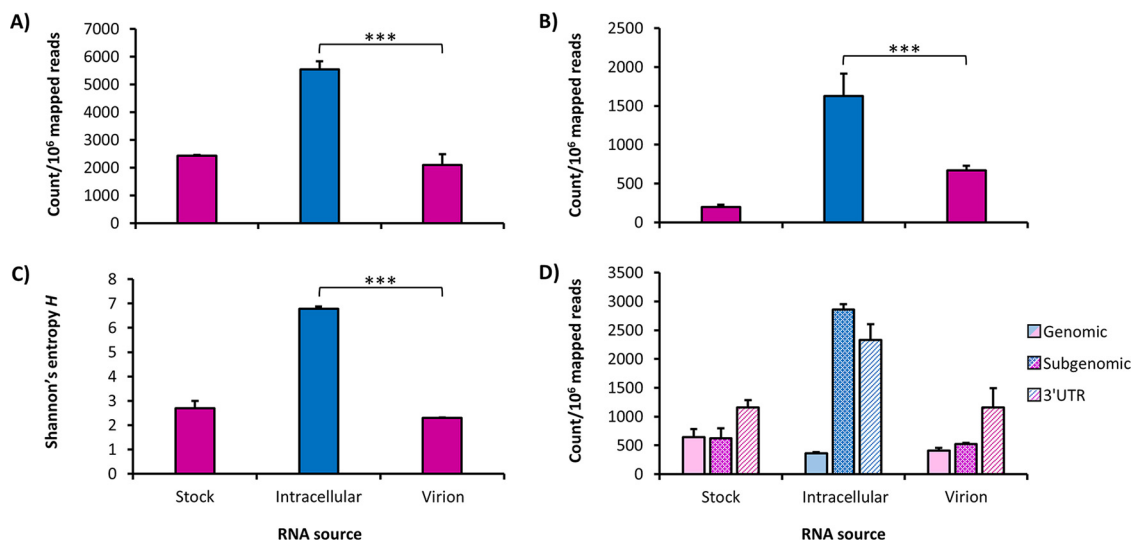 A)
Count/10⁶ mapped reads
7000
6000
5000
4000
3000
2000
1000
0
***
B)
Count/10⁶ mapped reads
2500
2000
1500
1000
500
0
***
C)
Shannon's entropy H
8
7
6
5
4
3
2
1
0
***
Stock Intracellular Virion
RNA source
D)
Count/10⁶ mapped reads
3500
3000
2500
2000
1500
1000
500
0
Genomic
Subgenomic
3'UTR
Stock Intracellular Virion
RNA source